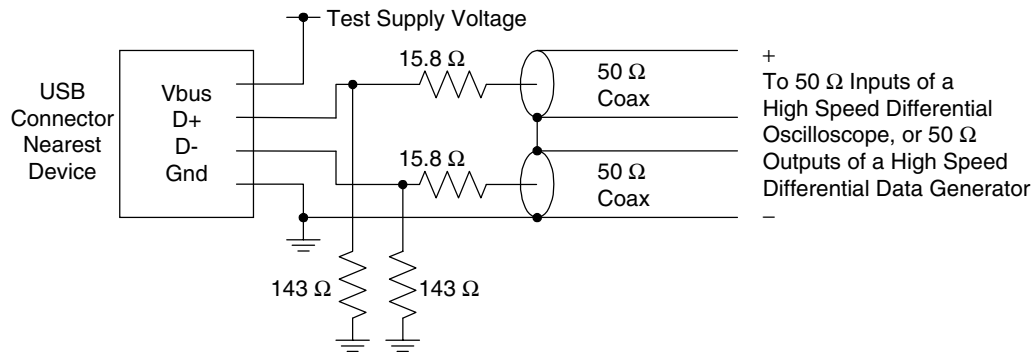 Test Supply Voltage
USB
Connector
Nearest
Device
Vbus
D+
D-
Gnd
15.8 Ω
50 Ω
Coax
15.8 Ω
50 Ω
Coax
143 Ω
143 Ω
+
To 50 Ω Inputs of a
High Speed Differential
Oscilloscope, or 50 Ω
Outputs of a High Speed
Differential Data Generator
−